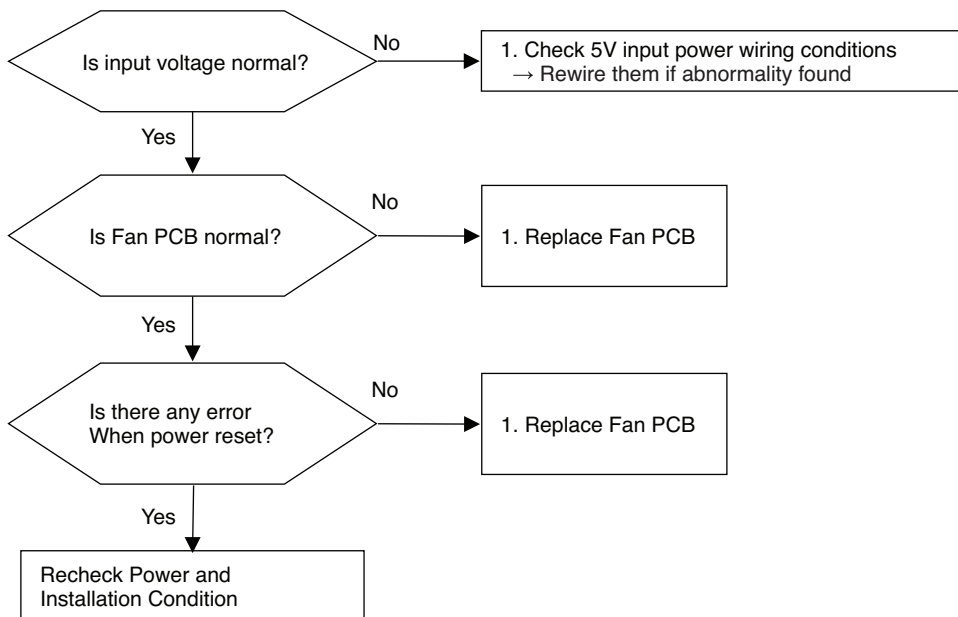 Is input voltage normal?
No
1. Check 5V input power wiring conditions
→ Rewire them if abnormality found
Yes
Is Fan PCB normal?
No
1. Replace Fan PCB
Yes
Is there any error
When power reset?
No
1. Replace Fan PCB
Yes
Recheck Power and
Installation Condition